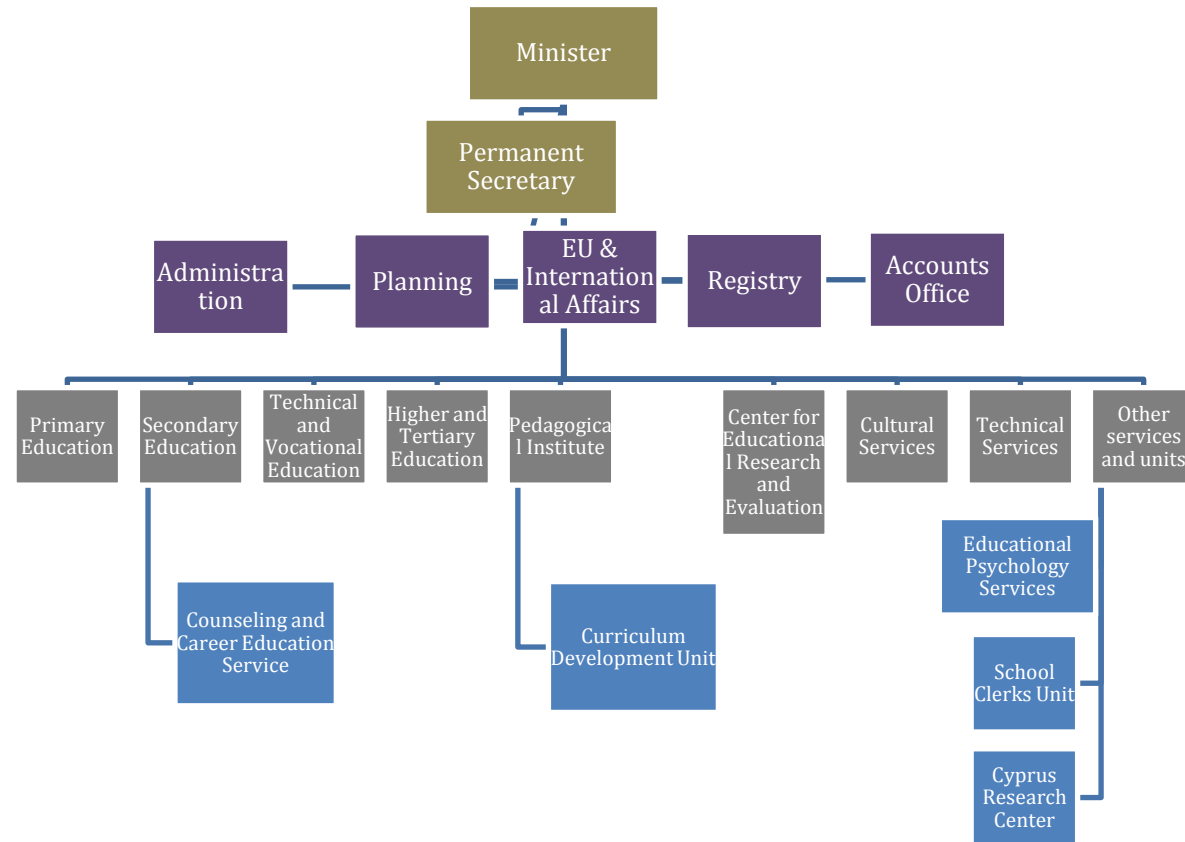 Minister
Permanent
Secretary
Administra
tion
Planning
EU &
Internation
al Affairs
Registry
Accounts
Office
Primary
Education
Secondary
Education
Technical
and
Vocational
Education
Higher and
Tertiary
Education
Pedagogica
l Institute
Center for
Educationa
l Research
and
Evaluation
Cultural
Services
Technical
Services
Other
services
and units
Counseling and
Career Education
Service
Curriculum
Development Unit
Educational
Psychology
Services
School
Clerks Unit
Cyprus
Research
Center